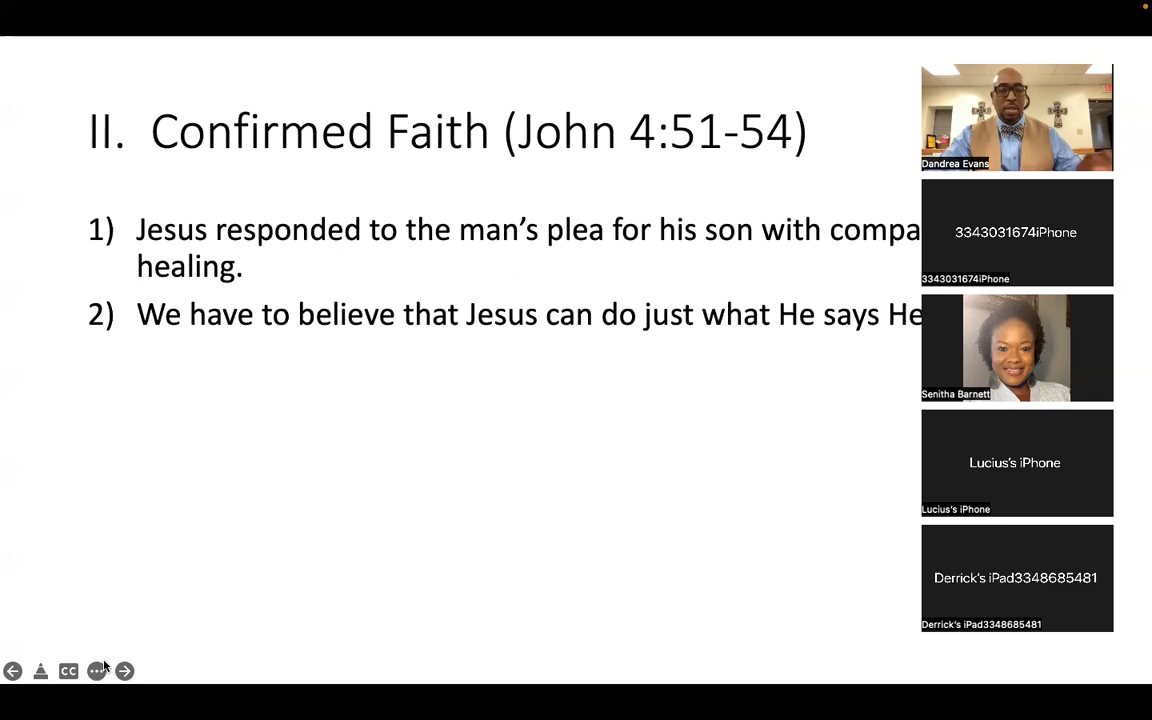 II. Confirmed Faith (John 4:51-54)
1) Jesus responded to the man's plea for his son with compa
healing.
2) We have to believe that Jesus can do just what He says He
Dandrea Evans
3343031674iPhone
3343031674iPhone
Senitha Barnett
Lucius's iPhone
Lucius's iPhone
Derrick's iPad3348685481
Derrick's iPad3348685481
CC